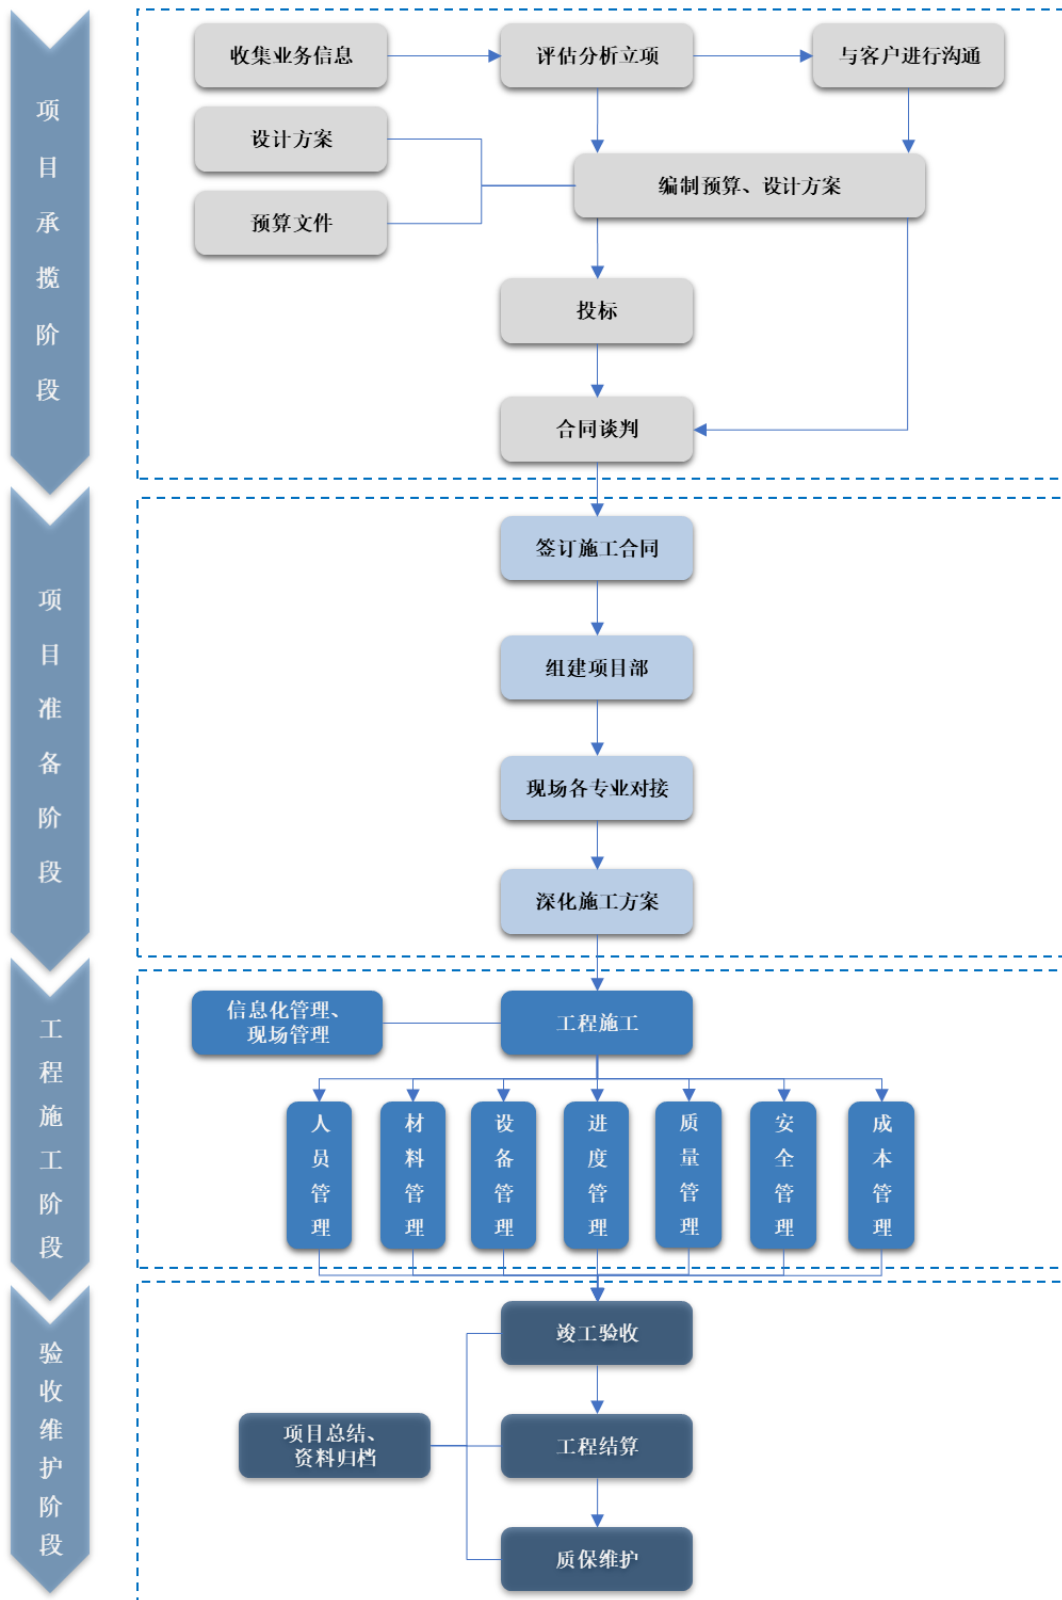 项目承揽阶段
收集业务信息
评估分析立项
与客户进行沟通
设计方案
编制预算、设计方案
预算文件
投标
合同谈判
项目准备阶段
签订施工合同
组建项目部
现场各专业对接
深化施工方案
工程施工阶段
信息化管理、
现场管理
工程施工
人员管理
材料管理
设备管理
进度管理
质量管理
安全管理
成本管理
验收维护阶段
竣工验收
项目总结、
资料归档
工程结算
质保维护